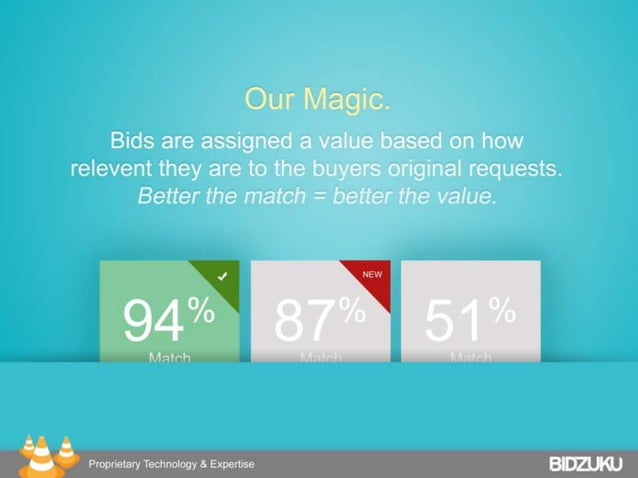 Our Magic.
Bids are assigned a value based on how
relevent they are to the buyers original requests.
Better the match = better the value.
NEW
94% 87% 51%
Match Match Match
Proprietary Technology & Expertise BIDZUKU